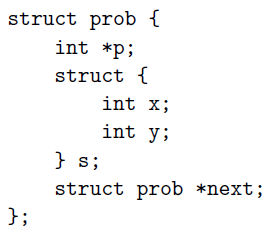 struct prob {
    int *p;
    struct {
        int x;
        int y;
    } s;
    struct prob *next;
};